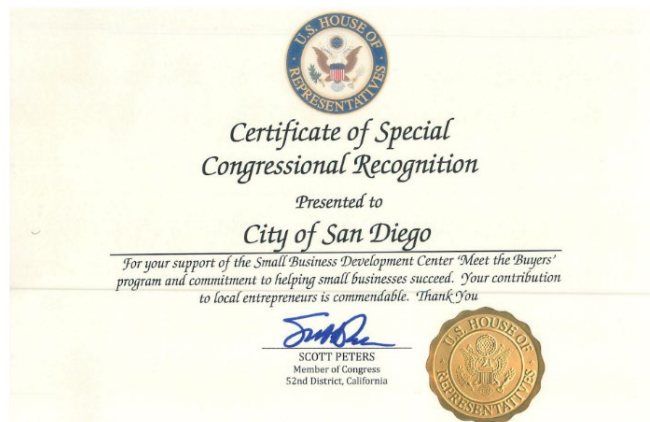 U.S. HOUSE OF
REPRESENTATIVES
Certificate of Special
Congressional Recognition
Presented to
City of San Diego
For your support of the Small Business Development Center 'Meet the Buyers'
program and commitment to helping small businesses succeed. Your contribution
to local entrepreneurs is commendable. Thank You
SCOTT PETERS
Member of Congress
52nd District, California
U.S. HOUSE OF
REPRESENTATIVES